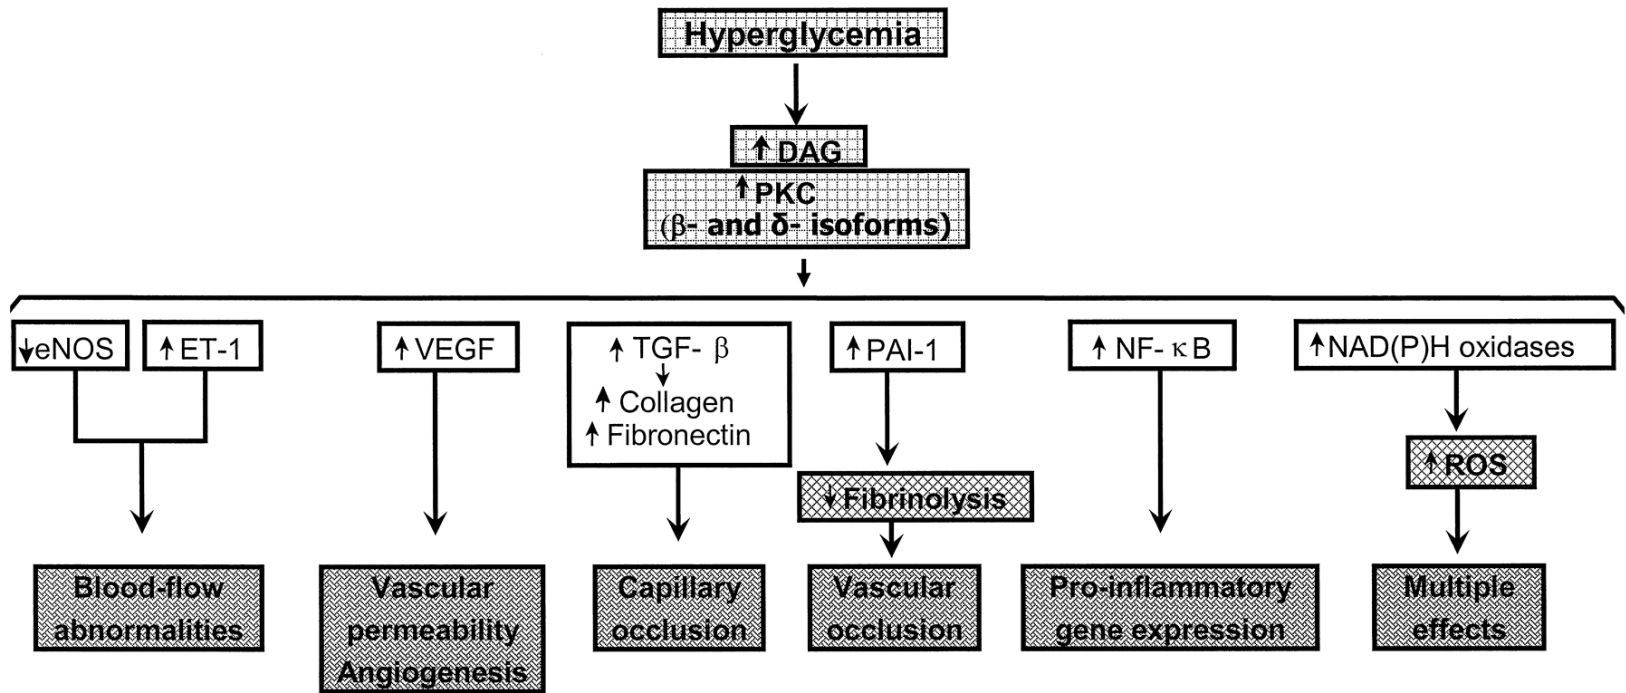 Hyperglycemia
↑ DAG
↑ PKC
(β- and δ- isoforms)
↓eNOS
↑ ET-1
↑ VEGF
↑ TGF- β
↓
↑ Collagen
↑ Fibronectin
↑ PAI-1
↑ NF- κB
↑NAD(P)H oxidases
↓ Fibrinolysis
↑ROS
Blood-flow
abnormalities
Vascular
permeability
Angiogenesis
Capillary
occlusion
Vascular
occlusion
Pro-inflammatory
gene expression
Multiple
effects